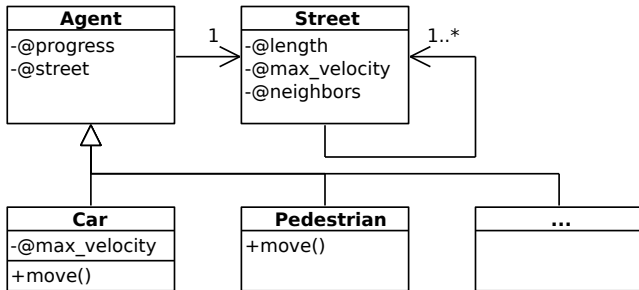 Agent
-@progress
-@street
1
Street
-@length
-@max_velocity
-@neighbors
1..*
Car
-@max_velocity
+move()
Pedestrian
+move()
...